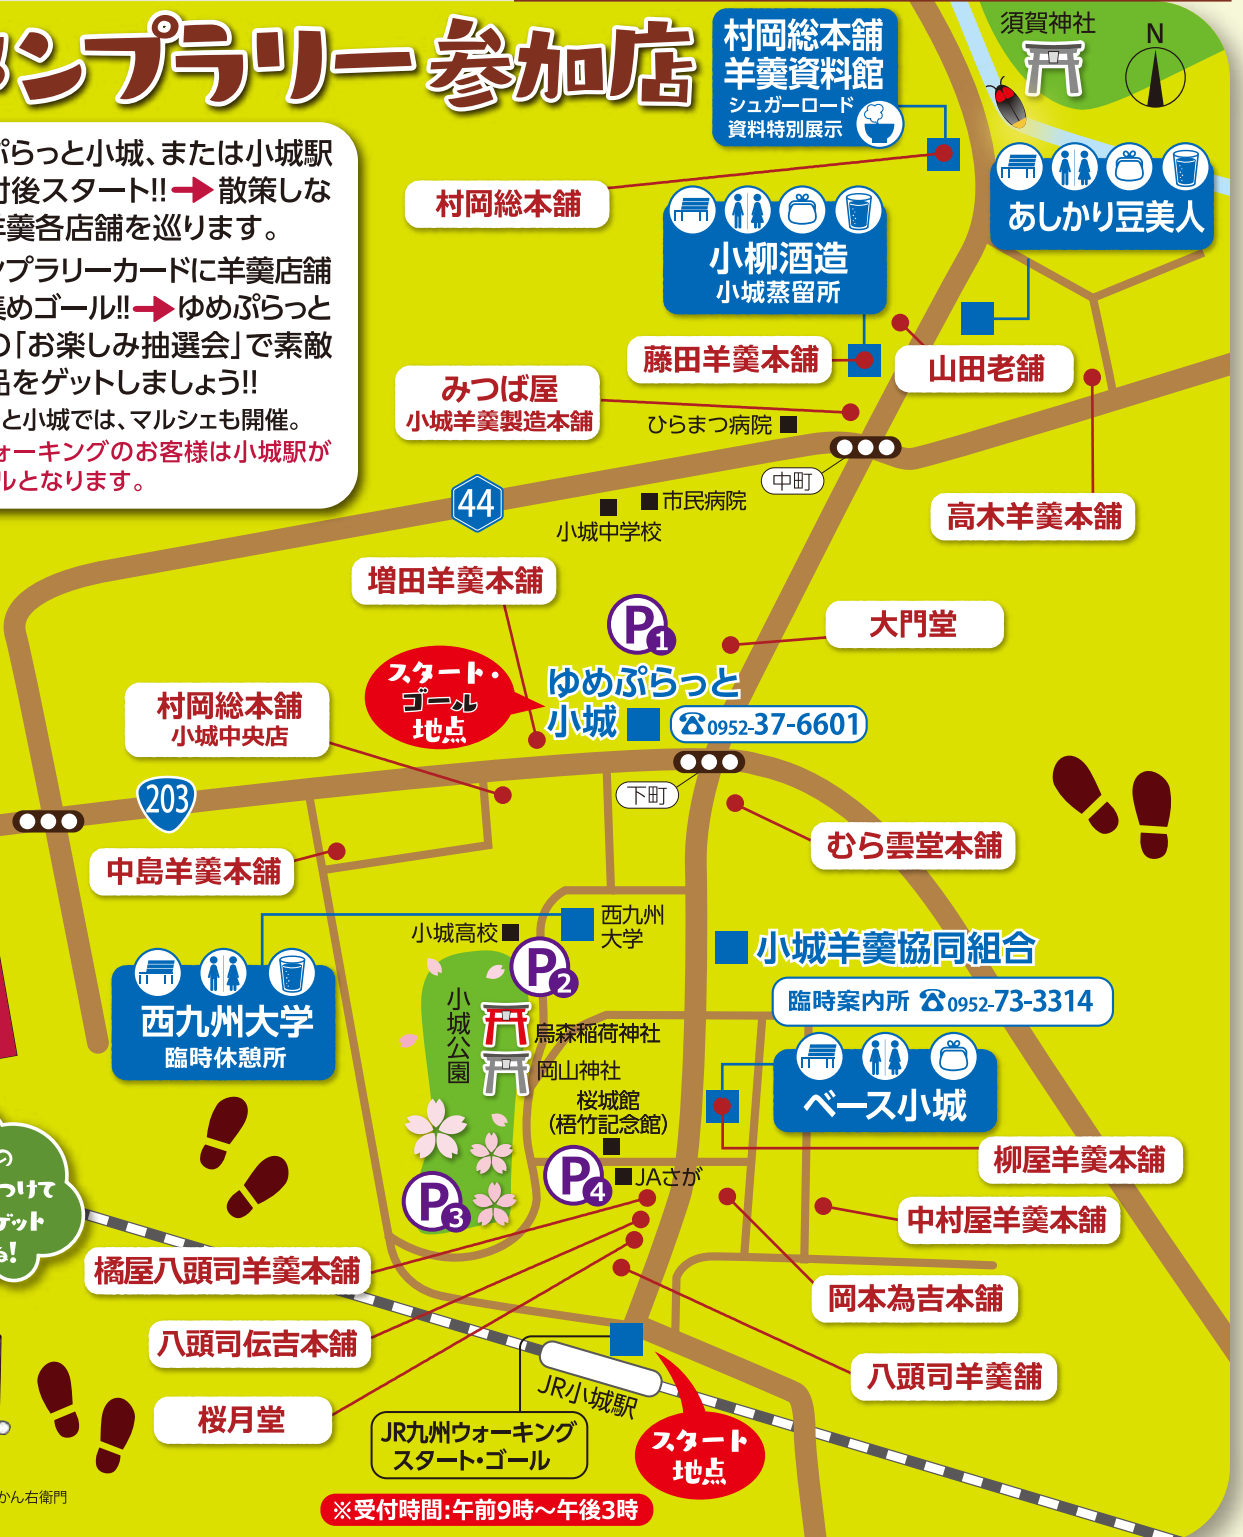 ンプラリー参加店
ぷらっと小城、または小城駅
付後スタート!!→散策しな
羊羹各店舗を巡ります。
ンプラリーカードに羊羹店舗
集めゴール!!→ゆめぷらっと
の「お楽しみ抽選会」で素敵
品をゲットしましょう!!
と小城では、マルシェも開催。
ォーキングのお客様は小城駅が
ルとなります。
村岡総本舗
羊羹資料館
シュガーロード
資料特別展示
須賀神社
N
村岡総本舗
あしかり豆美人
小柳酒造
小城蒸留所
藤田羊羹本舗
山田老舗
みつば屋
小城羊羹製造本舗
ひらまつ病院
中町
44
市民病院
小城中学校
高木羊羹本舗
増田羊羹本舗
P1
大門堂
スタート・
ゴール
地点
ゆめぷらっと
小城
☎0952-37-6601
村岡総本舗
小城中央店
203
下町
むら雲堂本舗
中島羊羹本舗
西九州
大学
小城高校
P2
小城羊羹協同組合
臨時案内所 ☎0952-73-3314
西九州大学
臨時休憩所
小城公園
烏森稲荷神社
岡山神社
桜城館
(梧竹記念館)
ベース小城
柳屋羊羹本舗
P4
JAさが
P3
中村屋羊羹本舗
の
つけて
ゲット
る!
橘屋八頭司羊羹本舗
岡本為吉本舗
八頭司伝吉本舗
八頭司羊羹舗
桜月堂
JR小城駅
JR九州ウォーキング
スタート・ゴール
スタート
地点
かん右衛門
※受付時間:午前9時〜午後3時